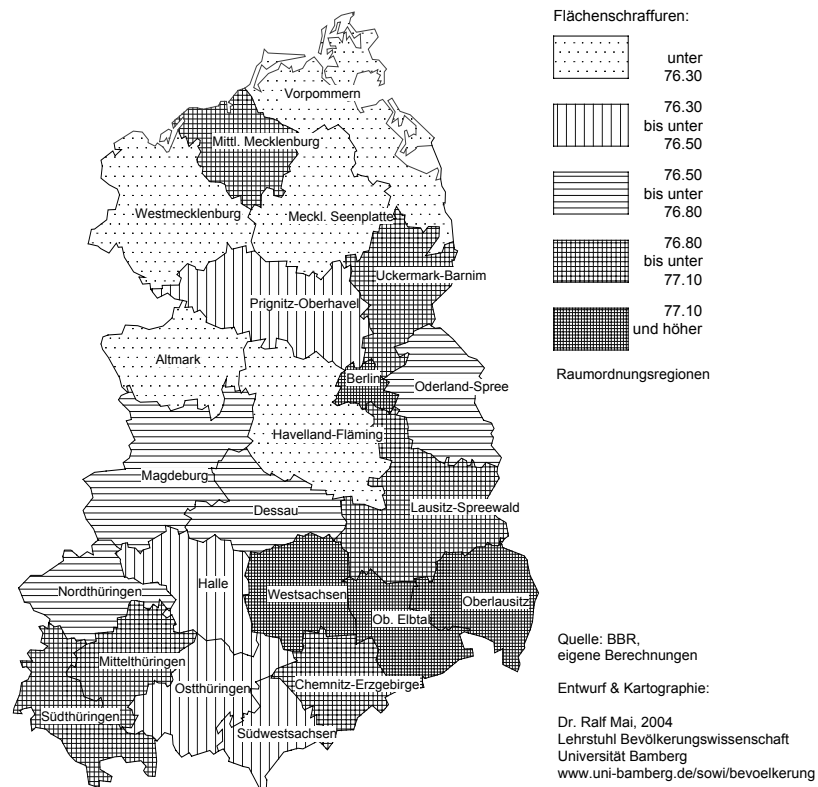 Flächenschraffuren:
unter
76.30
76.30
bis unter
76.50
76.50
bis unter
76.80
76.80
bis unter
77.10
77.10
und höher
Raumordnungsregionen
Vorpommern
Mittl. Mecklenburg
Westmecklenburg
Meckl. Seenplatte
Uckermark-Barnim
Prignitz-Oberhavel
Altmark
Berlin
Oderland-Spree
Havelland-Fläming
Magdeburg
Dessau
Lausitz-Spreewald
Nordthüringen
Halle
Westsachsen
Ob. Elbtal
Oberlausitz
Mittelthüringen
Ostthüringen
Chemnitz-Erzgebirge
Südthüringen
Südwestsachsen
Quelle: BBR,
eigene Berechnungen
Entwurf & Kartographie:
Dr. Ralf Mai, 2004
Lehrstuhl Bevölkerungswissenschaft
Universität Bamberg
www.uni-bamberg.de/sowi/bevoelkerung